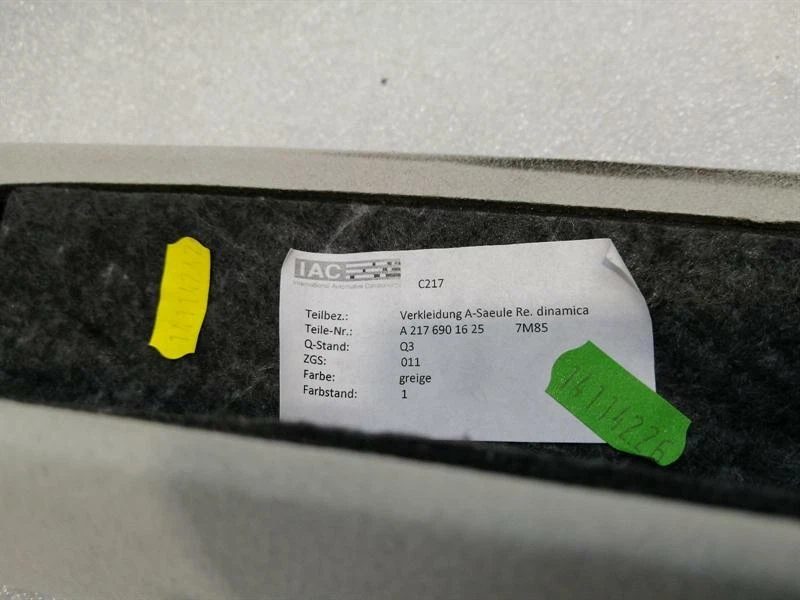 IAC
International Automotive Components
C217
Teilbez.: Verkleidung A-Saeule Re. dinamica
Teile-Nr.: A 217 690 16 25 7M85
Q-Stand: Q3
ZGS: 011
Farbe: greige
Farbstand: 1
14114226